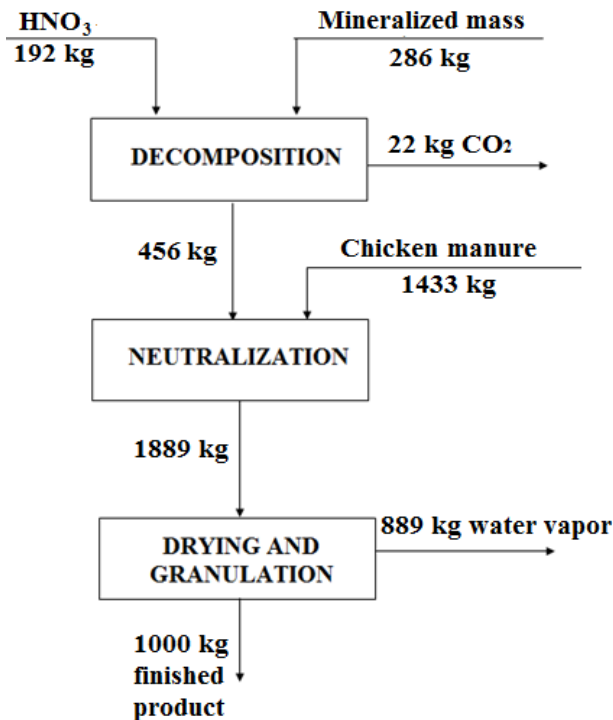 HNO₃
192 kg
Mineralized mass
286 kg
DECOMPOSITION
22 kg CO₂
456 kg
Chicken manure
1433 kg
NEUTRALIZATION
1889 kg
DRYING AND
GRANULATION
889 kg water vapor
1000 kg
finished
product